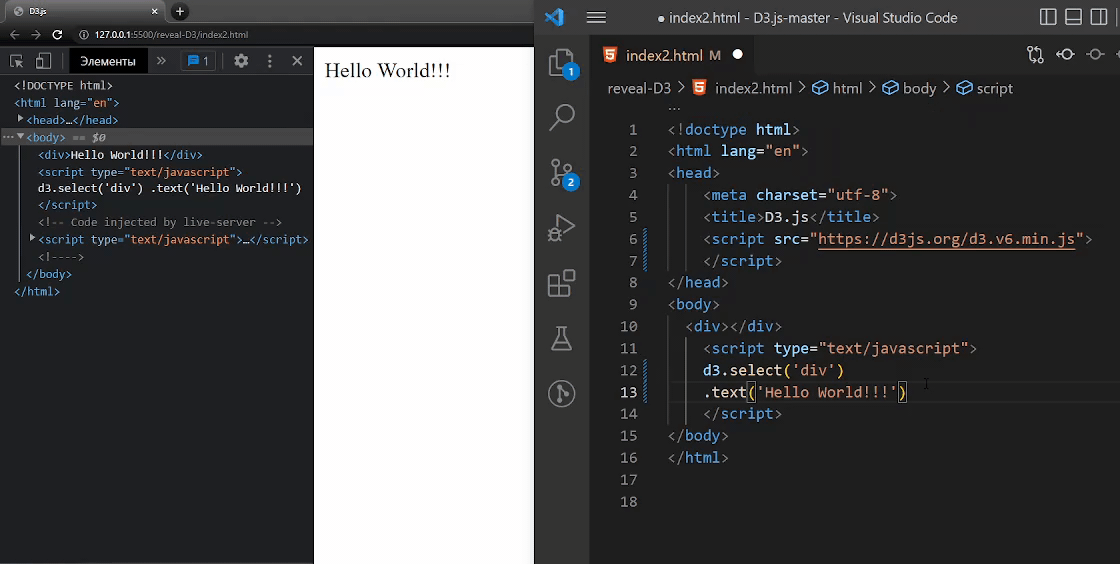 D3.js
127.0.0.1:5500/reveal-D3/index2.html
Элементы
1
<!DOCTYPE html>
<html lang="en">
<head>…</head>
<body> == $0
<div>Hello World!!!</div>
<script type="text/javascript">
d3.select('div') .text('Hello World!!!')
</script>
<!-- Code injected by live-server -->
<script type="text/javascript">…</script>
<!---->
</body>
</html>
Hello World!!!
● index2.html - D3.js-master - Visual Studio Code
index2.html M
reveal-D3 > index2.html > html > body > script
1
2
...
1 <!doctype html>
2 <html lang="en">
3 <head>
4 <meta charset="utf-8">
5 <title>D3.js</title>
6 <script src="https://d3js.org/d3.v6.min.js">
7 </script>
8 </head>
9 <body>
10 <div></div>
11 <script type="text/javascript">
12 d3.select('div')
13 .text('Hello World!!!')
14 </script>
15 </body>
16 </html>
17
18